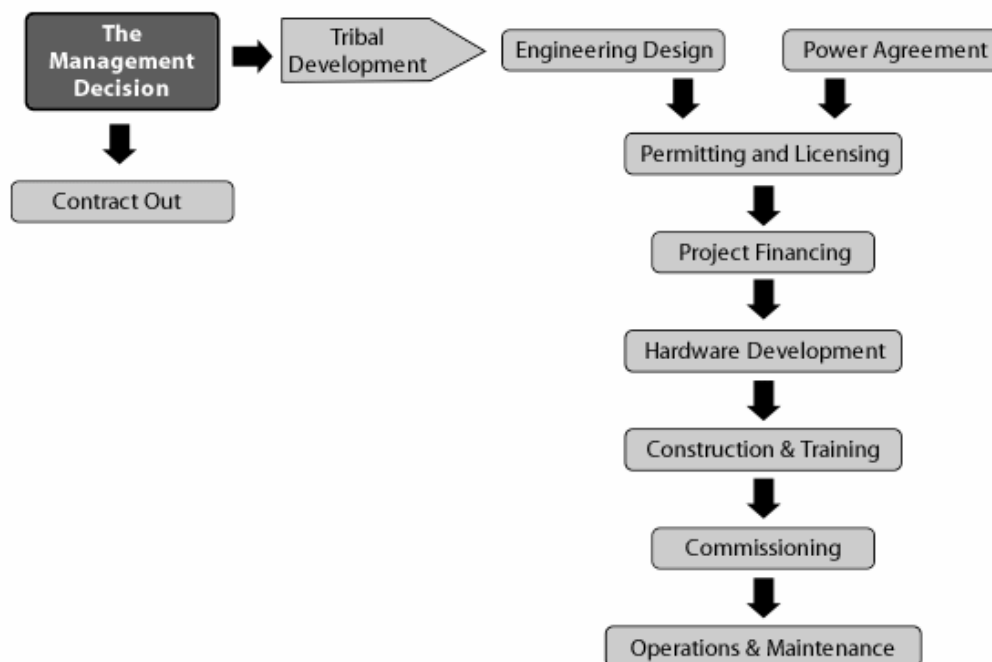 The
Management
Decision
Tribal
Development
Engineering Design
Power Agreement
Contract Out
Permitting and Licensing
Project Financing
Hardware Development
Construction & Training
Commissioning
Operations & Maintenance